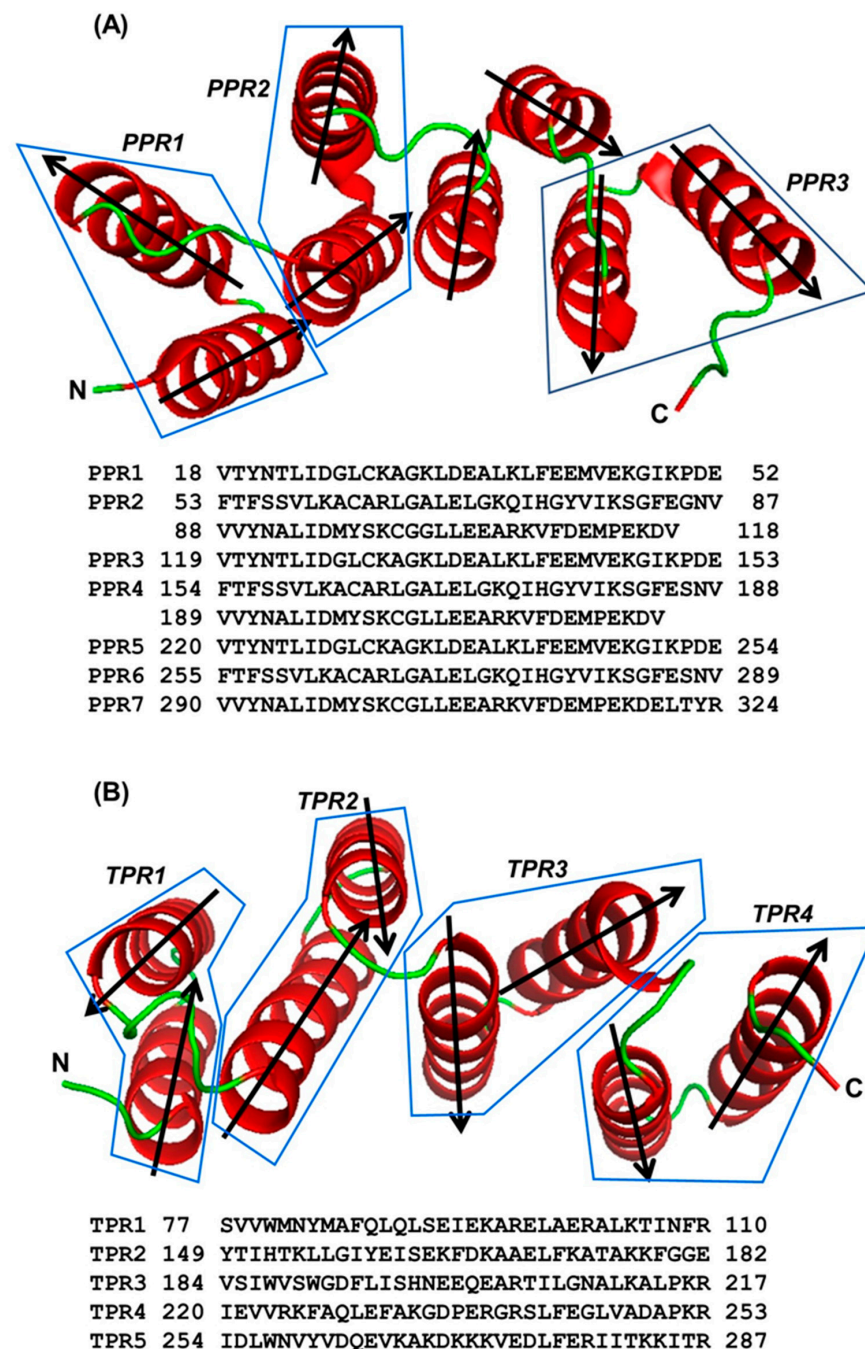 (A)
PPR2
PPR1
PPR3
N
C
PPR1 18 VTYNTLIDGLCKAGKLDEALKLFEEMVEKGIKPDE 52
PPR2 53 FTFSSVLKACARLGALELGKQIHGYVIKSGFEGNV 87
88 VVYNALIDMYSKCGGLLEEARKVFDEMPEKDV 118
PPR3 119 VTYNTLIDGLCKAGKLDEALKLFEEMVEKGIKPDE 153
PPR4 154 FTFSSVLKACARLGALELGKQIHGYVIKSGFESNV 188
189 VVYNALIDMYSKCGLLEEARKVFDEMPEKDV
PPR5 220 VTYNTLIDGLCKAGKLDEALKLFEEMVEKGIKPDE 254
PPR6 255 FTFSSVLKACARLGALELGKQIHGYVIKSGFESNV 289
PPR7 290 VVYNALIDMYSKCGLLEEARKVFDEMPEKDELTYR 324
(B)
TPR2
TPR1
TPR3
TPR4
N
C
TPR1 77 SVVWMNYMAFQLQLSEIEKARELAERALKTINFR 110
TPR2 149 YTIHTKLLGIYEISEKFDKAAELFKATAKKFGGE 182
TPR3 184 VSIWVSWGDFLISHNEEQEARTILGNALKALPKR 217
TPR4 220 IEVVRKFAQLEFAKGDPERGRSLFEGLVADAPKR 253
TPR5 254 IDLWNVYVDQEVKAKDKKKVEDLFERIITKKITR 287